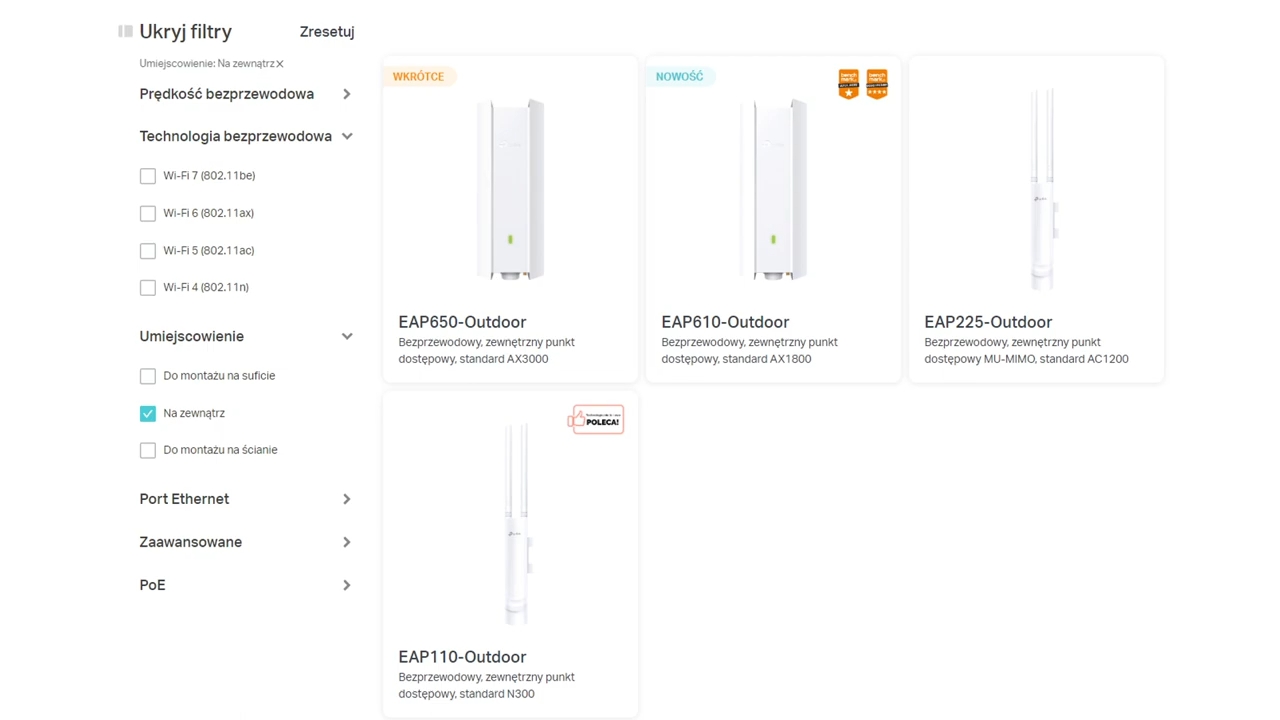 Ukryj filtry
Zresetuj
Umiejscowienie: Na zewnątrz
Prędkość bezprzewodowa
Technologia bezprzewodowa
Wi-Fi 7 (802.11be)
Wi-Fi 6 (802.11ax)
Wi-Fi 5 (802.11ac)
Wi-Fi 4 (802.11n)
Umiejscowienie
Do montażu na suficie
Na zewnątrz
Do montażu na ścianie
Port Ethernet
Zaawansowane
PoE
WKRÓTCE
EAP650-Outdoor
Bezprzewodowy, zewnętrzny punkt
dostępowy, standard AX3000
NOWOŚĆ
bench
mark
bench
mark
EAP610-Outdoor
Bezprzewodowy, zewnętrzny punkt
dostępowy, standard AX1800
EAP225-Outdoor
Bezprzewodowy, zewnętrzny punkt
dostępowy MU-MIMO, standard AC1200
POLECA!
EAP110-Outdoor
Bezprzewodowy, zewnętrzny punkt
dostępowy, standard N300